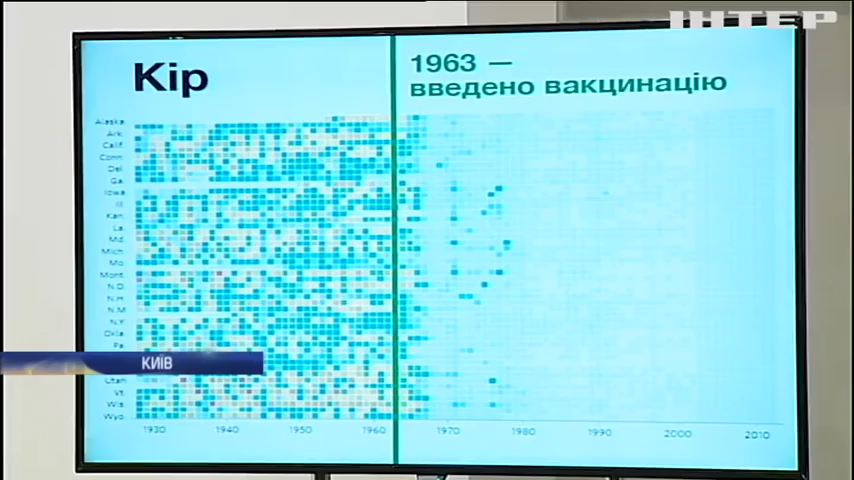 ІНТЕР
Кір
1963 —
введено вакцинацію
Alaska
Ark.
Calif.
Conn.
Del.
Ga.
Iowa
Ill.
Kan.
La.
Md.
Mich.
Mo.
Mont.
N.D.
N.H.
N.M.
N.Y.
Okla.
Pa.
КИЇВ
Utah
Vt.
Wis.
Wyo.
1930 1940 1950 1960 1970 1980 1990 2000 2010